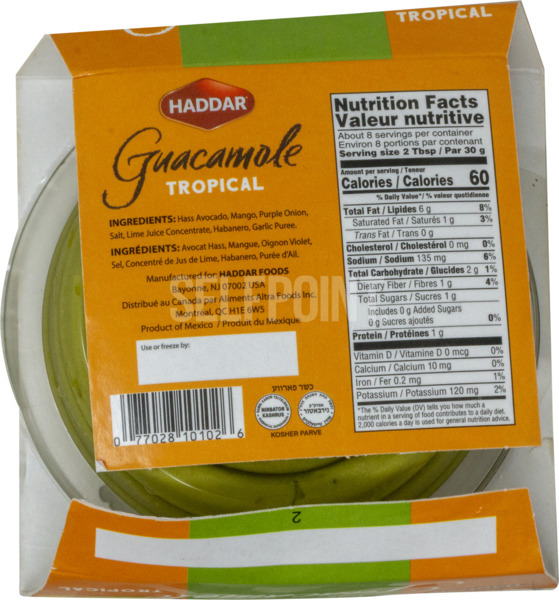 TROPICAL
HADDAR®
Guacamole
TROPICAL
INGREDIENTS: Hass Avocado, Mango, Purple Onion,
Salt, Lime Juice Concentrate, Habanero, Garlic Puree.
INGRÉDIENTS: Avocat Hass, Mangue, Oignon Violet,
Sel, Concentré de Jus de Lime, Habanero, Purée d'Ail.
Manufactured for: HADDAR FOODS
Bayonne, NJ 07002 USA
Distribué au Canada par Aliments Altra Foods Inc.
Montreal, QC H1E 6W5
Product of Mexico / Produit du Mexique
Use or freeze by:
0 77028 10102 6
כשר פארווע
NIRBATOR
KASHRUS
נירבאטור
KOSHER PARVE
Nutrition Facts
Valeur nutritive
About 8 servings per container
Environ 8 portions par contenant
Serving size 2 Tbsp / Par 30 g
Amount per serving / Teneur
Calories / Calories 60
% Daily Value* / % valeur quotidienne
Total Fat / Lipides 6 g 8%
Saturated Fat / Saturés 1 g 3%
Trans Fat / Trans 0 g
Cholesterol / Cholestérol 0 mg 0%
Sodium / Sodium 135 mg 6%
Total Carbohydrate / Glucides 2 g 1%
Dietary Fiber / Fibres 1 g 4%
Total Sugars / Sucres 1 g
Includes 0 g Added Sugars
0 g Sucres ajoutés 0%
Protein / Protéines 1 g
Vitamin D / Vitamine D 0 mcg 0%
Calcium / Calcium 10 mg 0%
Iron / Fer 0.2 mg 1%
Potassium / Potassium 120 mg 2%
*The % Daily Value (DV) tells you how much a
nutrient in a serving of food contributes to a daily diet.
2,000 calories a day is used for general nutrition advice.
2
TROPICAL